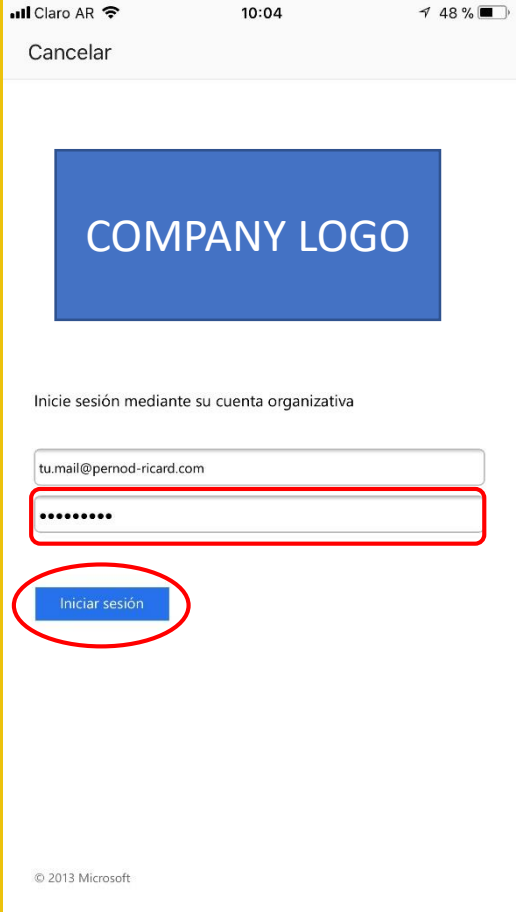 Claro AR 10:04 48 %
Cancelar
COMPANY LOGO
Inicie sesión mediante su cuenta organizativa
tu.mail@pernod-ricard.com
•••••••••
Iniciar sesión
© 2013 Microsoft